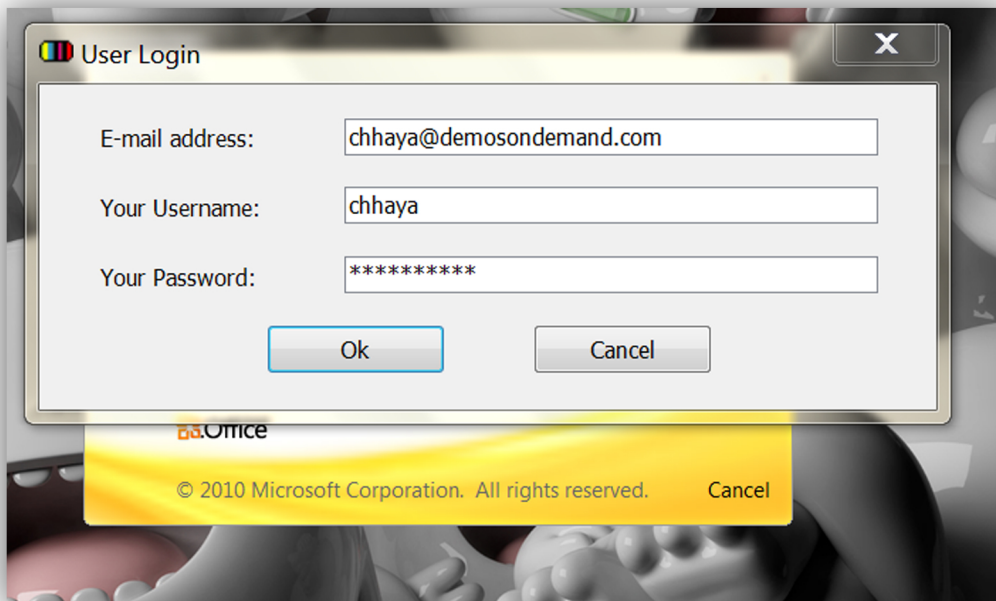 User Login
X
E-mail address: chhaya@demosondemand.com
Your Username: chhaya
Your Password: **********
Ok Cancel
Office
© 2010 Microsoft Corporation. All rights reserved. Cancel